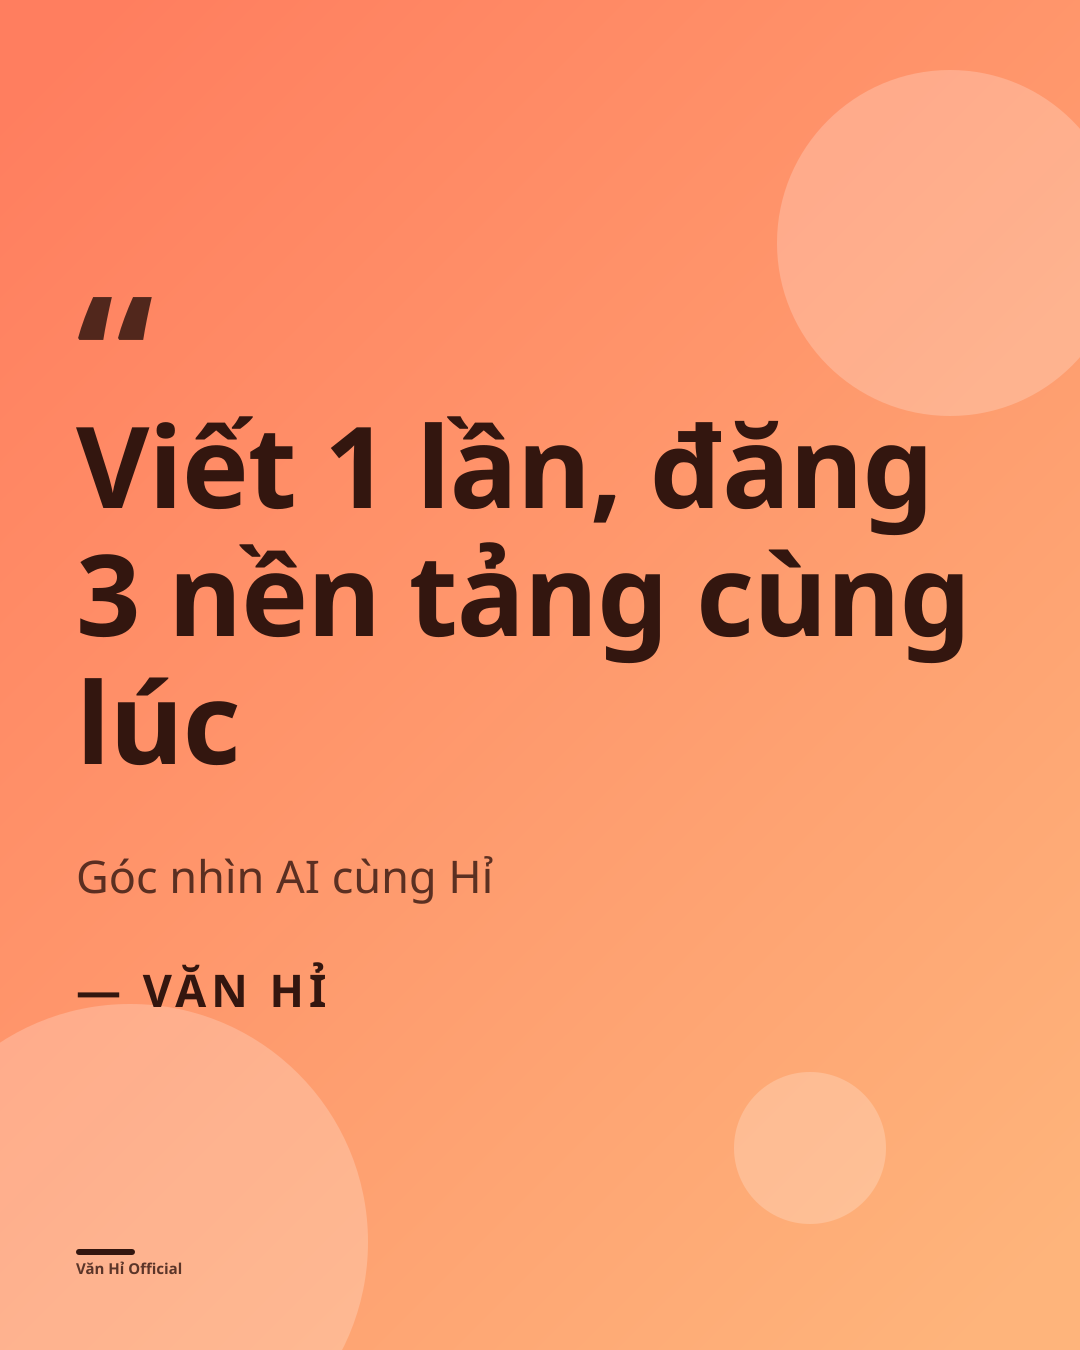 “
Viết 1 lần, đăng
3 nền tảng cùng
lúc
Góc nhìn AI cùng Hỉ
— VĂN HỈ
Văn Hỉ Official